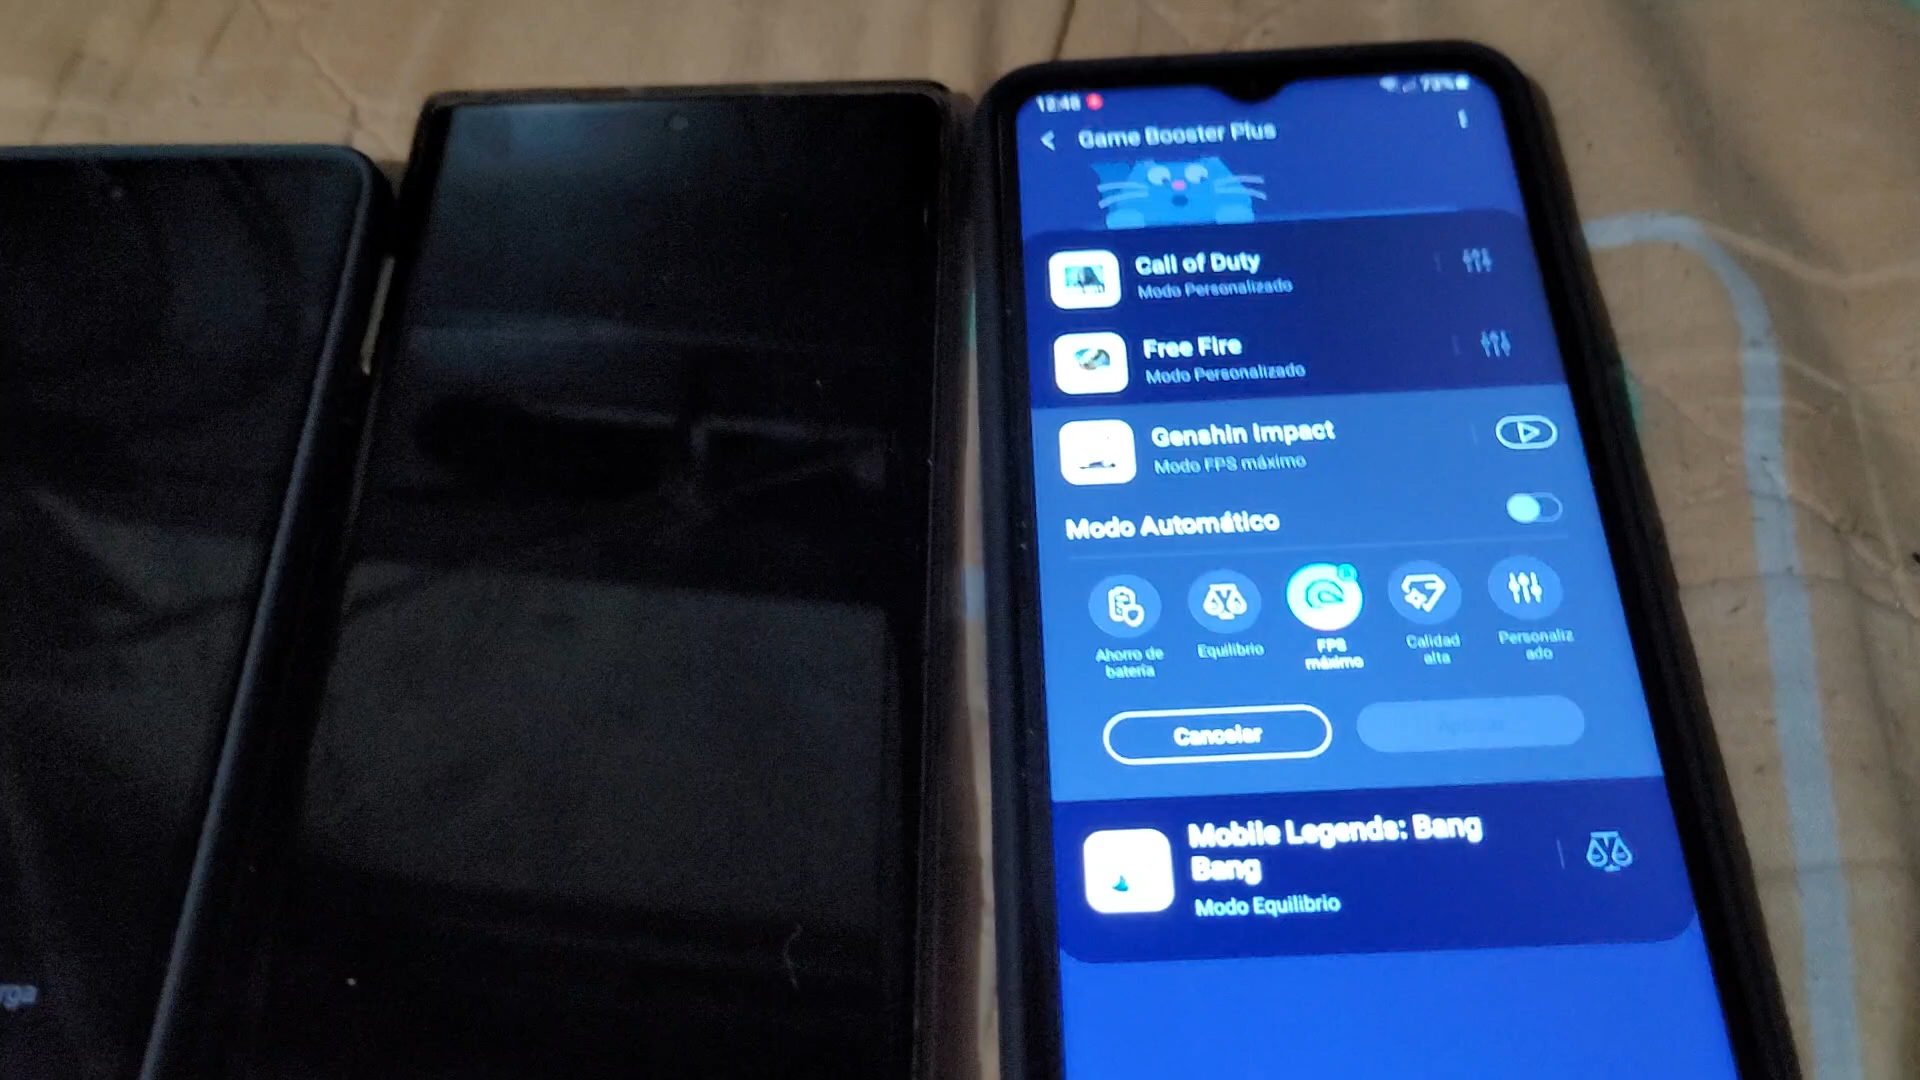 12:48
73%
Game Booster Plus
Call of Duty
Modo Personalizado
Free Fire
Modo Personalizado
Genshin Impact
Modo FPS máximo
Modo Automático
Ahorro de
batería
Equilibrio
FPS
máximo
Calidad
alta
Personaliz
ado
Cancelar
Mobile Legends: Bang
Bang
Modo Equilibrio